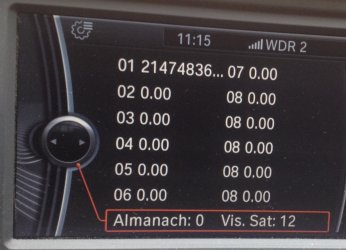 11:15 WDR 2
01 21474836... 07 0.00
02 0.00 08 0.00
03 0.00 08 0.00
04 0.00 08 0.00
05 0.00 08 0.00
06 0.00 08 0.00
Almanach: 0 Vis. Sat: 12